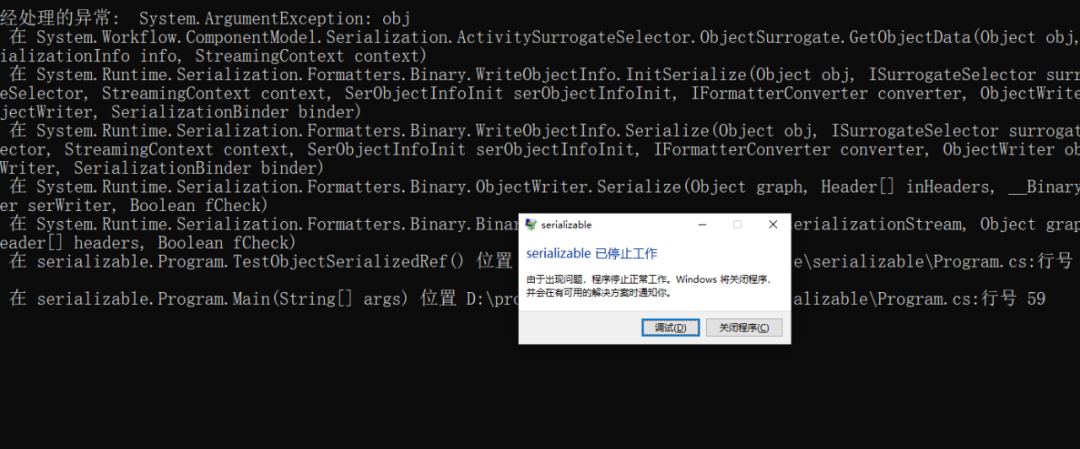 经处理的异常: System.ArgumentException: obj
在 System.Workflow.ComponentModel.Serialization.ActivitySurrogateSelector.ObjectSurrogate.GetObjectData(Object obj,
ializationInfo info, StreamingContext context)
在 System.Runtime.Serialization.Formatters.Binary.WriteObjectInfo.InitSerialize(Object obj, ISurrogateSelector surr
eSelector, StreamingContext context, SerObjectInfoInit serObjectInfoInit, IFormatterConverter converter, ObjectWrite
jectWriter, SerializationBinder binder)
在 System.Runtime.Serialization.Formatters.Binary.WriteObjectInfo.Serialize(Object obj, ISurrogateSelector surrogat
ector, StreamingContext context, SerObjectInfoInit serObjectInfoInit, IFormatterConverter converter, ObjectWriter ob
Writer, SerializationBinder binder)
在 System.Runtime.Serialization.Formatters.Binary.ObjectWriter.Serialize(Object graph, Header[] inHeaders, __Binary
er serWriter, Boolean fCheck)
在 System.Runtime.Serialization.Formatters.Binary.Bina erializationStream, Object grap
eader[] headers, Boolean fCheck)
在 serializable.Program.TestObjectSerializedRef() 位置 e\serializable\Program.cs:行号
在 serializable.Program.Main(String[] args) 位置 D:\pro alizable\Program.cs:行号 59
serializable
serializable 已停止工作
由于出现问题，程序停止正常工作。Windows 将关闭程序，
并会在有可用的解决方案时通知你。
调试(D)
关闭程序(C)